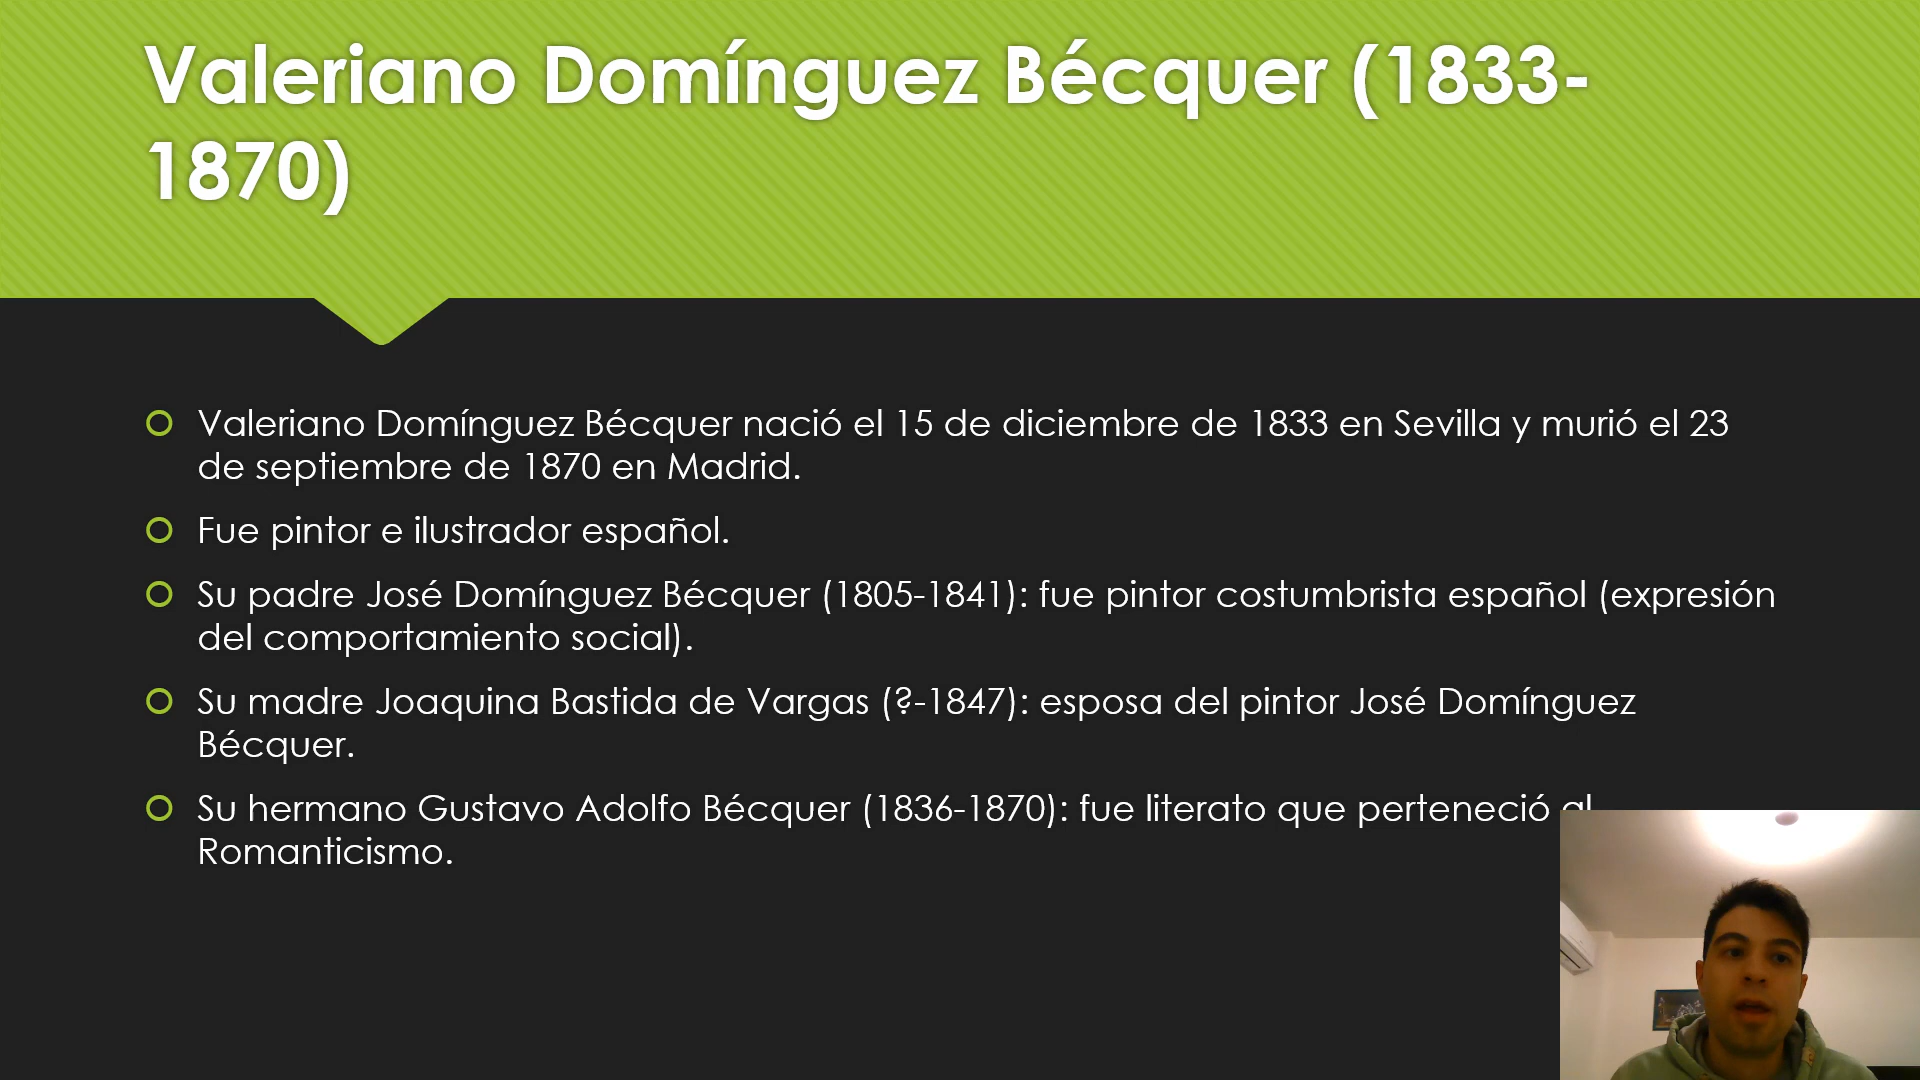 Valeriano Domínguez Bécquer (1833-
1870)
Valeriano Domínguez Bécquer nació el 15 de diciembre de 1833 en Sevilla y murió el 23
de septiembre de 1870 en Madrid.
Fue pintor e ilustrador español.
Su padre José Domínguez Bécquer (1805-1841): fue pintor costumbrista español (expresión
del comportamiento social).
Su madre Joaquina Bastida de Vargas (?-1847): esposa del pintor José Domínguez
Bécquer.
Su hermano Gustavo Adolfo Bécquer (1836-1870): fue literato que perteneció al
Romanticismo.